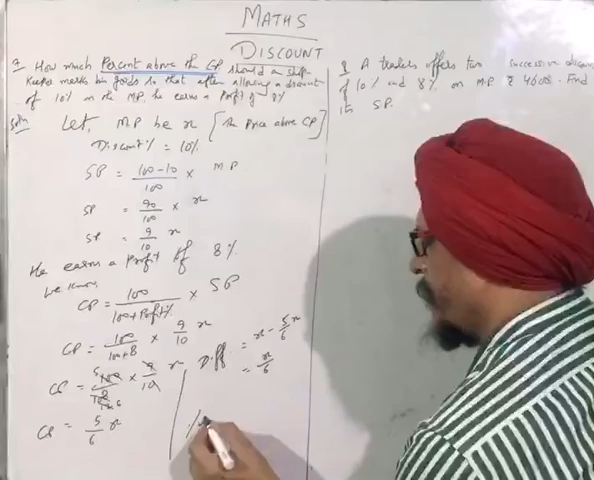 MATHS
DISCOUNT
Q. How much Percent above the CP should a shop
Keeper marks his goods so that after allowing a discount
of 10% on the MP, he earns a Profit of 8%
Soln. Let, MP be x [the Price above CP]
Discount % = 10%
SP = 100-10/100 × MP
SP = 90/100 × x
SP = 9/10 x
He earns a Profit of 8%
We know
CP = 100/100+Profit% × SP
CP = 100/100+8 × 9/10 x
CP = 100/108 × 9/10 x
CP = 5/6 x
Diff = x - 5/6 x
= x/6
Q A trader offers two successive discou
of 10% and 8% on M.P ₹ 4600. Find
its SP.